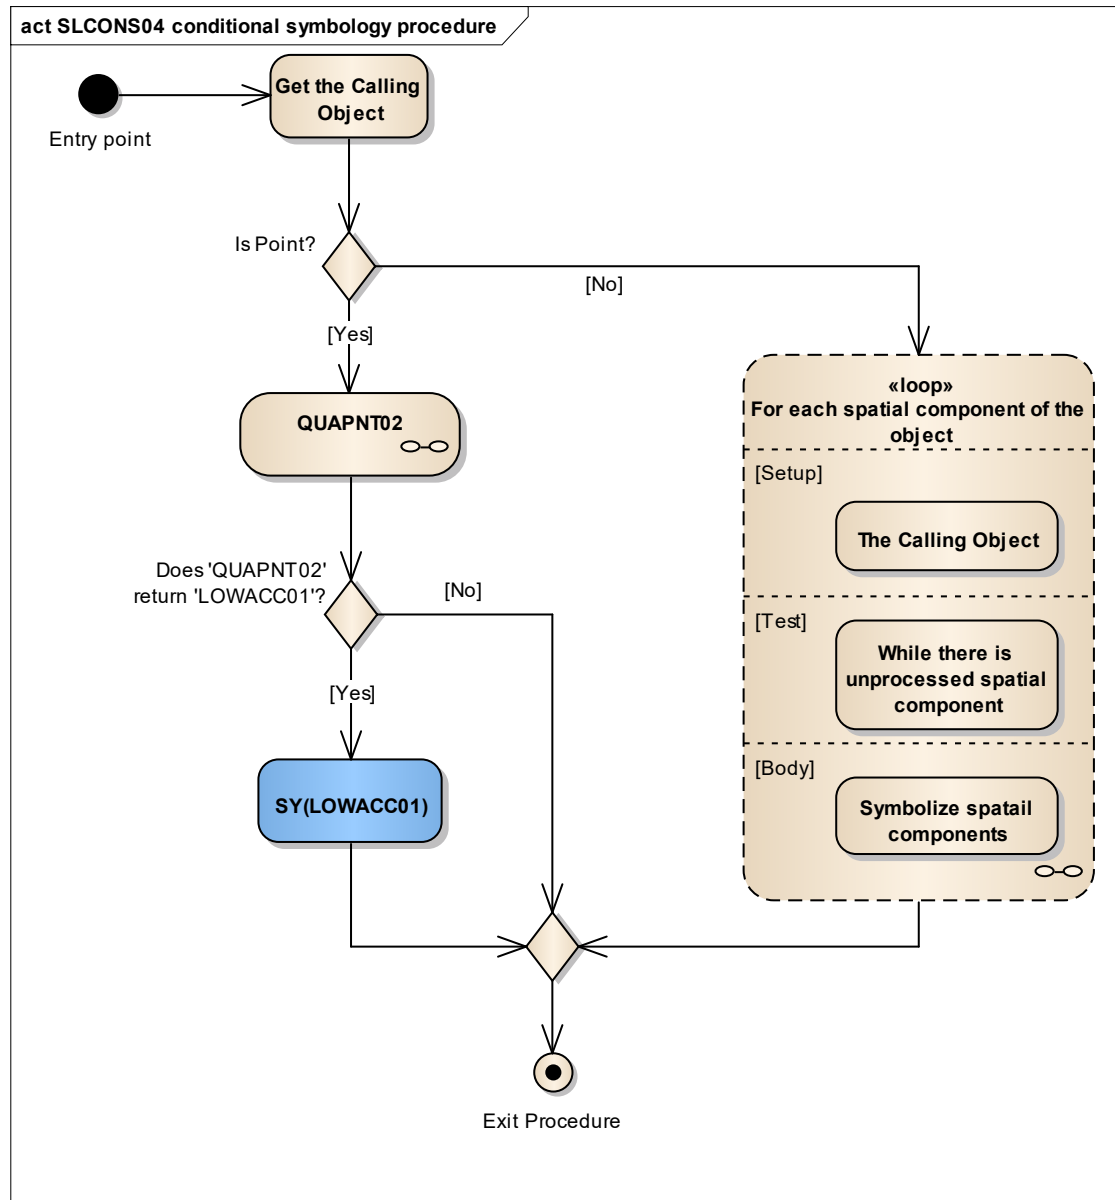 act SLCONS04 conditional symbology procedure
Get the Calling
Object
Entry point
Is Point?
[No]
[Yes]
«loop»
For each spatial component of the
object
QUAPNT02
[Setup]
The Calling Object
Does 'QUAPNT02'
return 'LOWACC01'?
[No]
[Test]
While there is
unprocessed spatial
component
[Yes]
[Body]
SY(LOWACC01)
Symbolize spatail
components
Exit Procedure